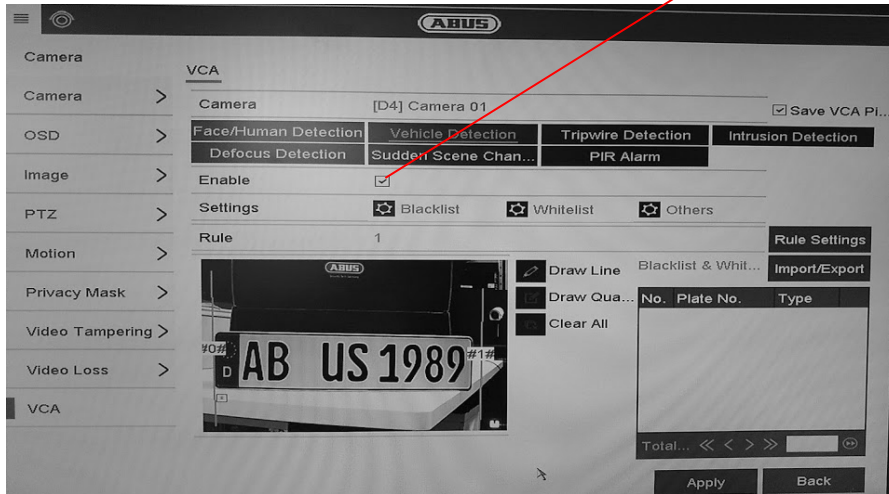 ABUS
Camera
VCA
Camera
Camera [D4] Camera 01
Save VCA Pi...
OSD
Face/Human Detection Vehicle Detection Tripwire Detection Intrusion Detection
Defocus Detection Sudden Scene Chan... PIR Alarm
Image
Enable
PTZ
Settings Blacklist Whitelist Others
Rule 1
Rule Settings
Motion
ABUS
Draw Line
Blacklist & Whit...
Import/Export
Privacy Mask
Draw Qua...
No. Plate No. Type
Video Tampering
Clear All
#0#
D
AB US 1989
#1#
Video Loss
VCA
Total...
Apply Back